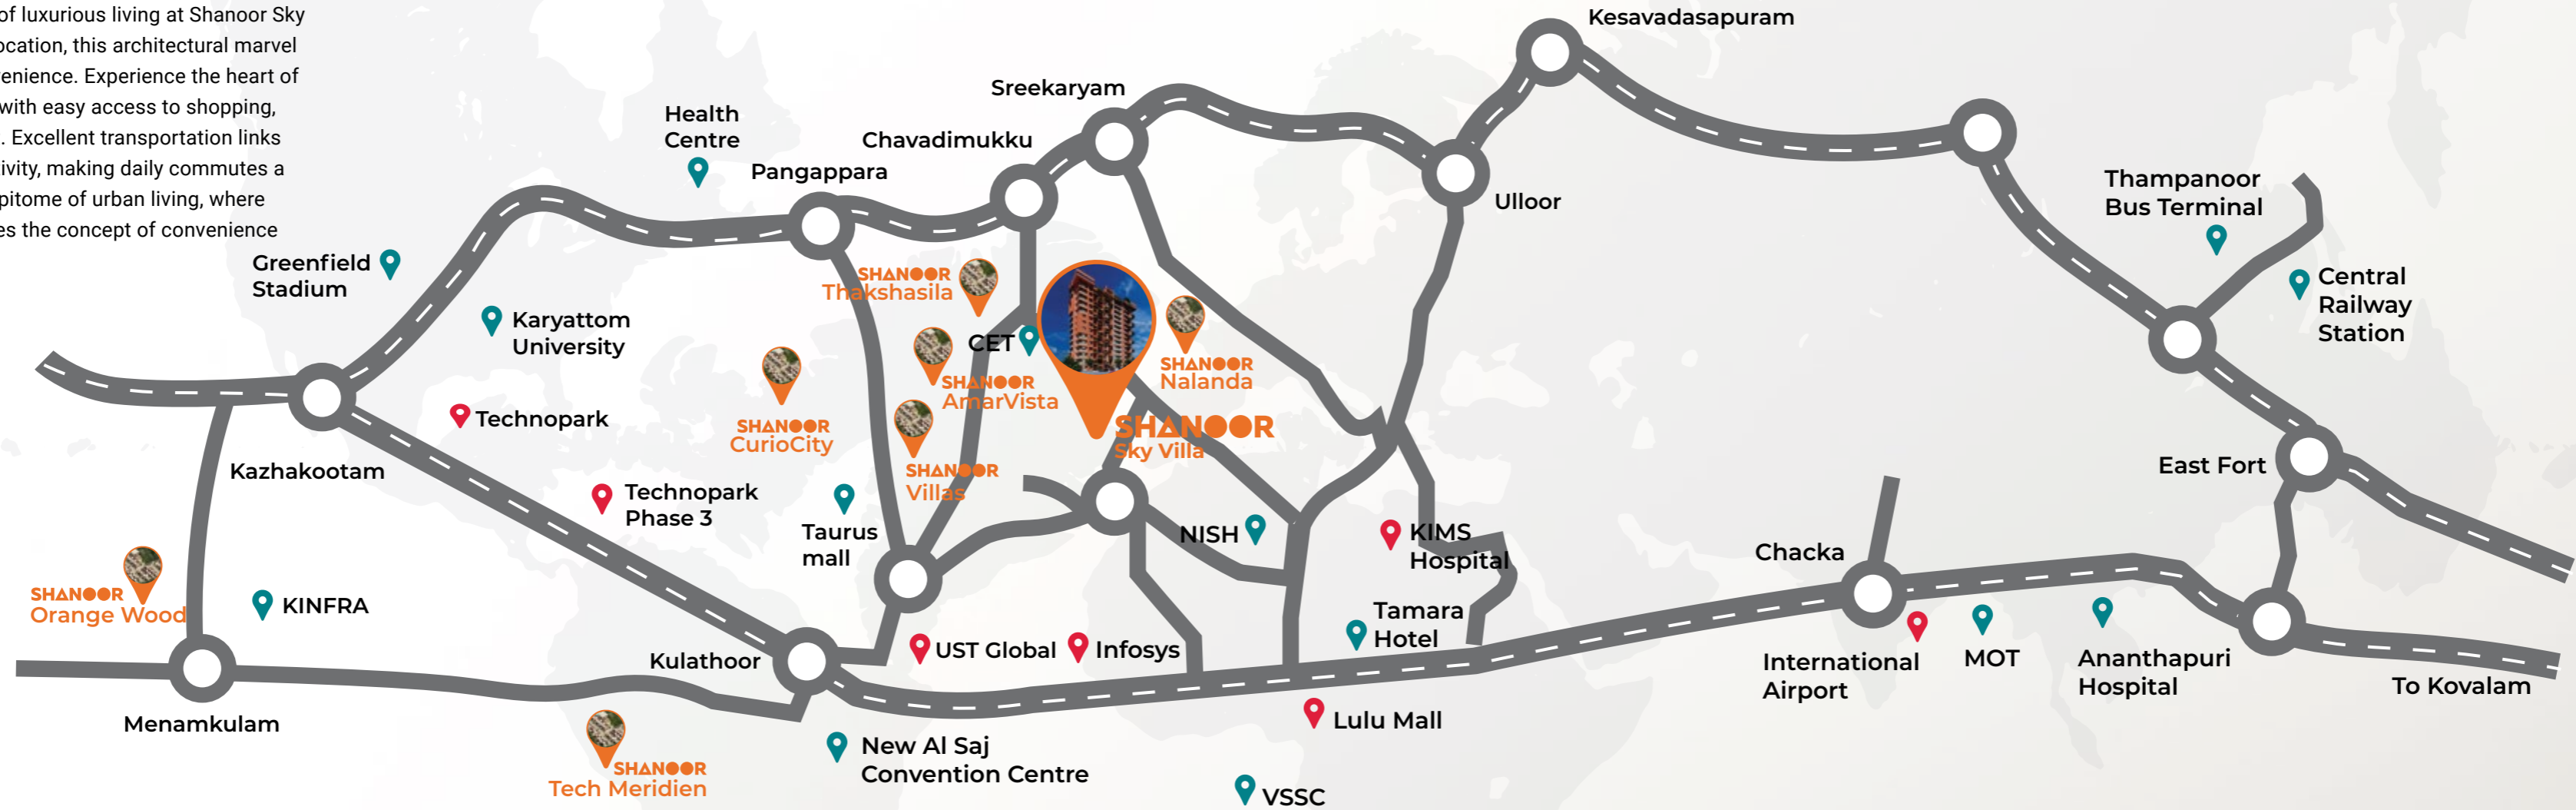 of luxurious living at Shanoor Sky
ocation, this architectural marvel
venience. Experience the heart of
with easy access to shopping,
. Excellent transportation links
tivity, making daily commutes a
epitome of urban living, where
es the concept of convenience
Kesavadasapuram
Sreekaryam
Health
Centre
Chavadimukku
Pangappara
Ulloor
Thampanoor
Bus Terminal
Greenfield
Stadium
SHANOOR
Thakshasila
Central
Railway
Station
Karyattom
University
CET
SHANOOR
Nalanda
SHANOOR
AmarVista
Technopark
SHANOOR
CurioCity
SHANOOR
Sky Villa
Kazhakootam
SHANOOR
Villas
East Fort
Technopark
Phase 3
Taurus
mall
NISH
KIMS
Hospital
Chacka
SHANOOR
Orange Wood
KINFRA
Tamara
Hotel
Kulathoor
UST Global
Infosys
International
Airport
MOT
Ananthapuri
Hospital
To Kovalam
Menamkulam
Lulu Mall
New Al Saj
Convention Centre
SHANOOR
Tech Meridien
VSSC